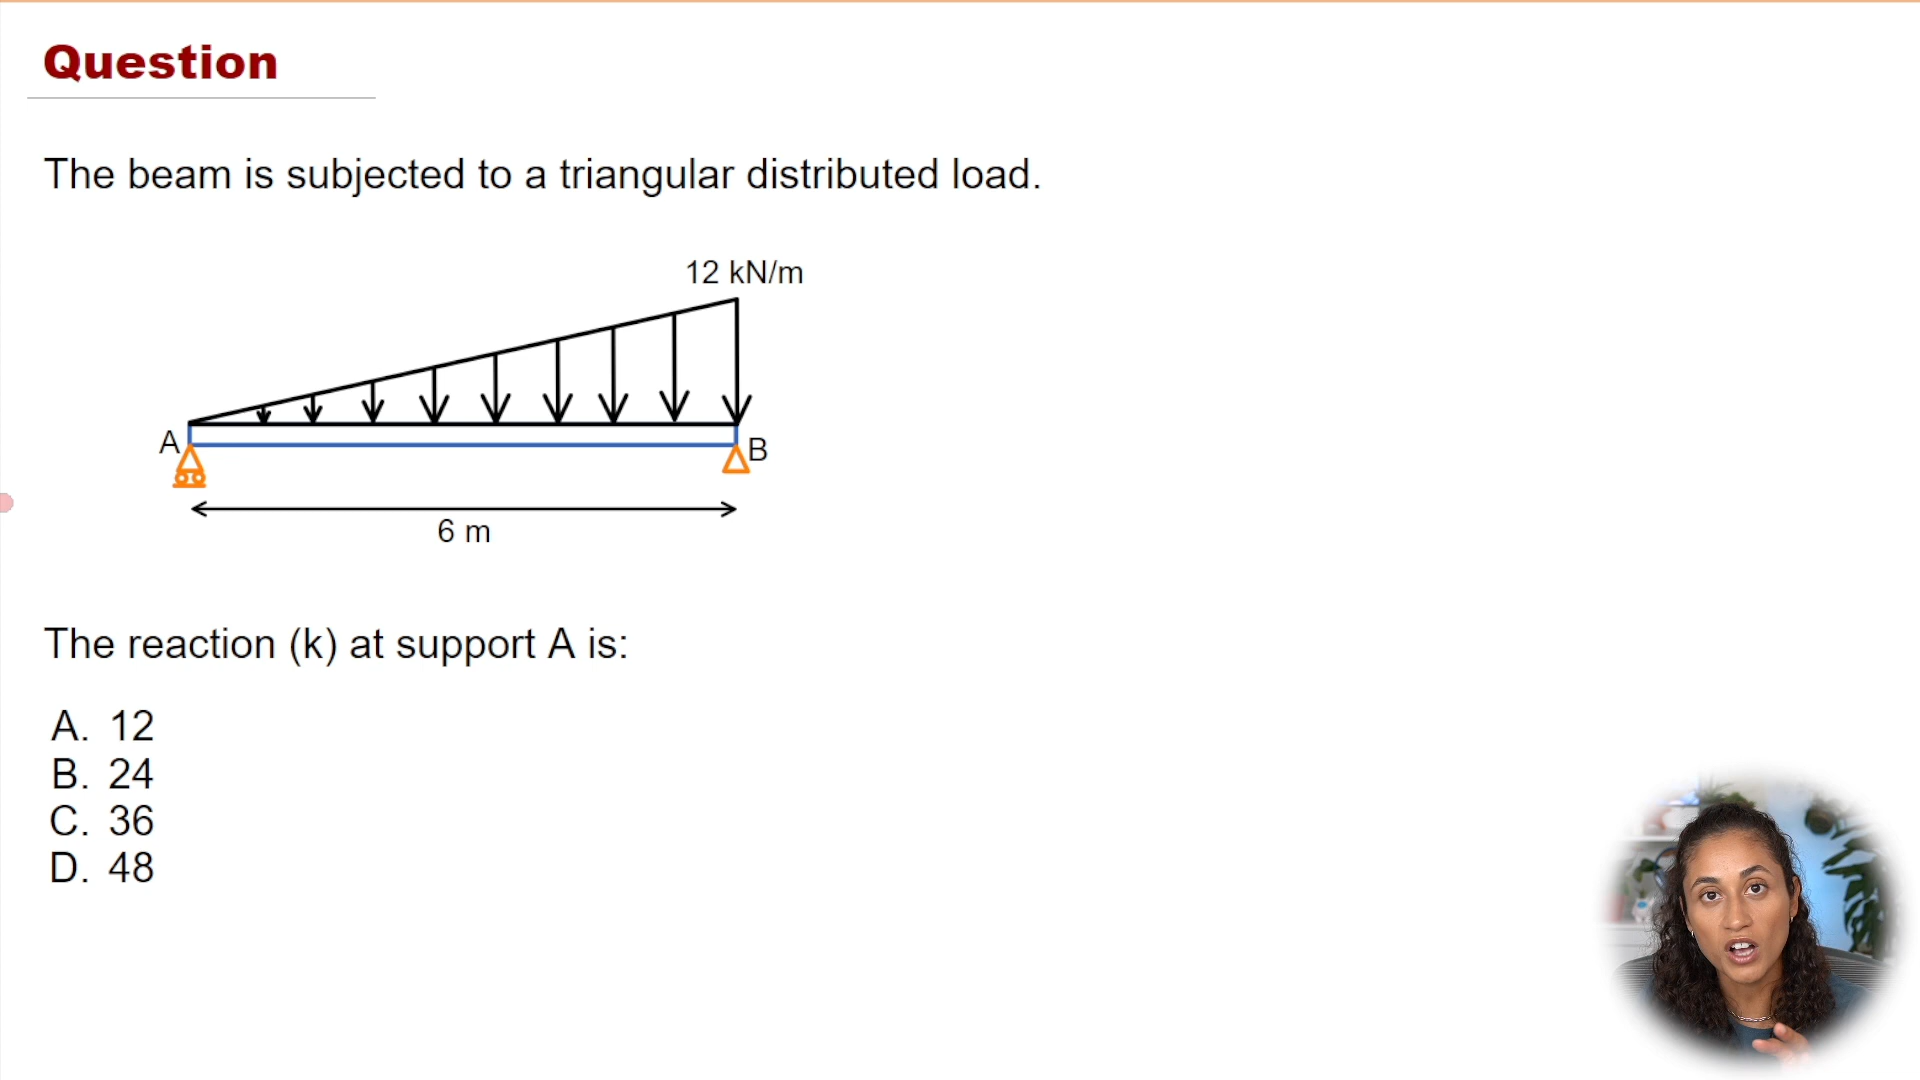 Question
The beam is subjected to a triangular distributed load.
12 kN/m
A
B
6 m
The reaction (k) at support A is:
A. 12
B. 24
C. 36
D. 48